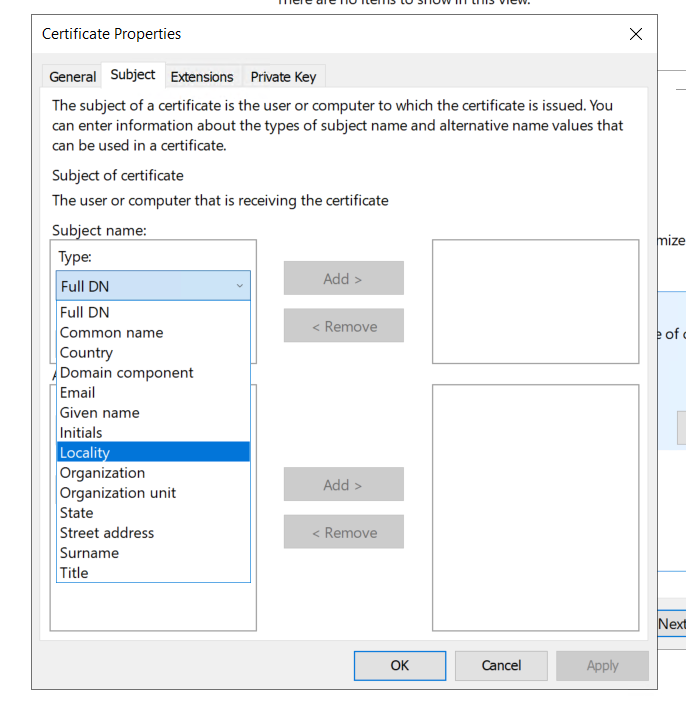 There are no items to show in this view.
Certificate Properties
General Subject Extensions Private Key
The subject of a certificate is the user or computer to which the certificate is issued. You
can enter information about the types of subject name and alternative name values that
can be used in a certificate.
Subject of certificate
The user or computer that is receiving the certificate
Subject name:
Type:
Full DN
Add >
Full DN
Common name
< Remove
Country
Domain component
Email
Given name
Initials
Locality
Organization
Add >
Organization unit
State
Street address
< Remove
Surname
Title
Next
OK Cancel Apply